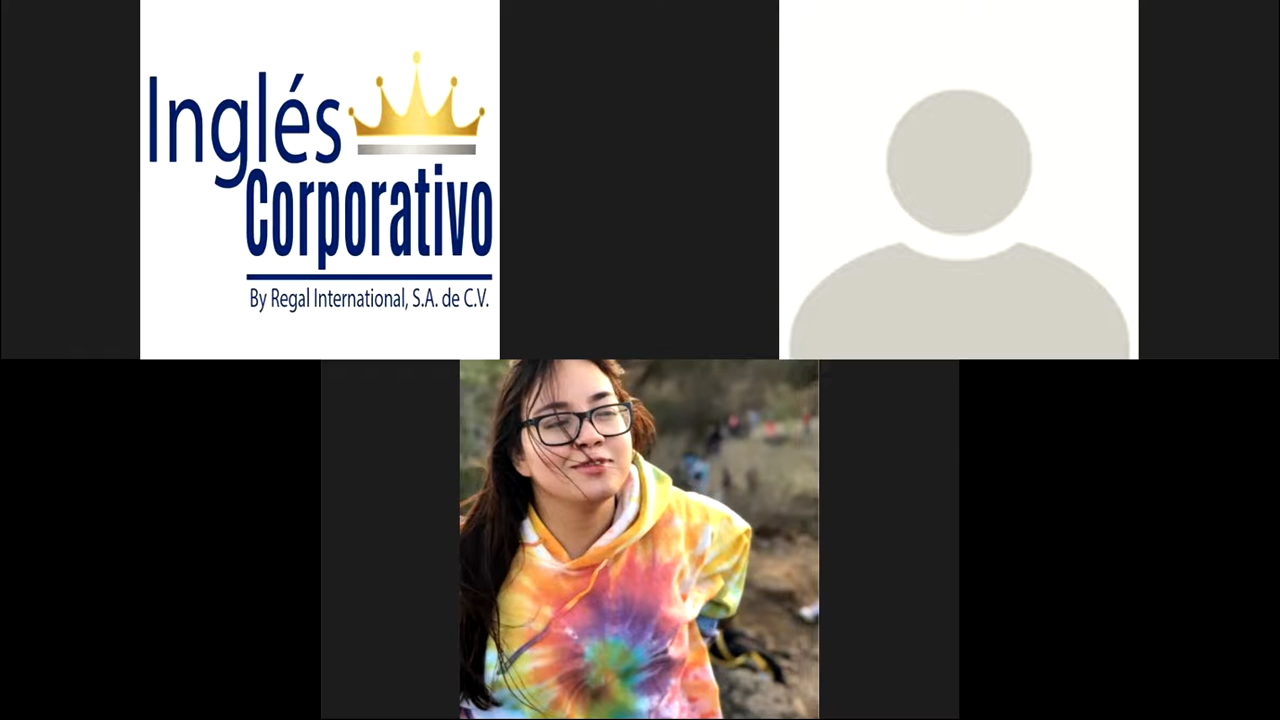 Inglés
Corporativo
By Regal International, S.A. de C.V.